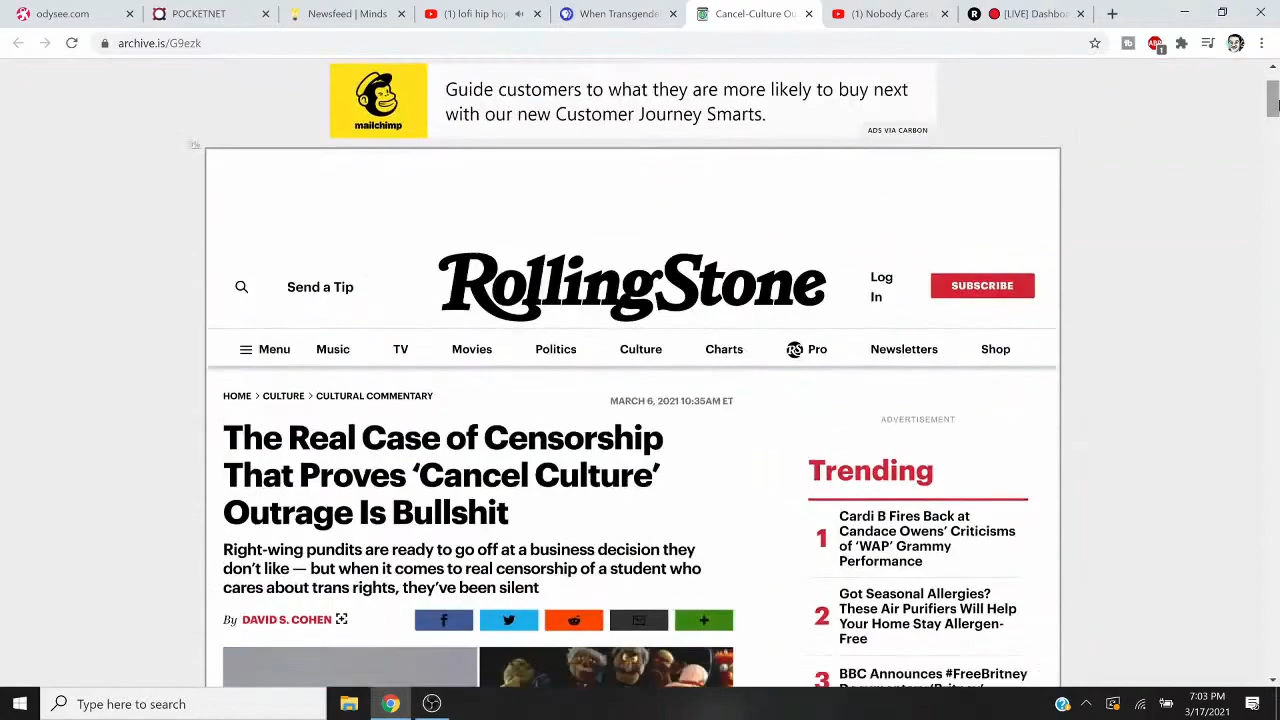 odysee.com
POCKETNET
Newsfeed | Minds
lofi hip hop
When Transgende
Cancel-Culture Ou
(1) Nobody Cares
[LIVE] Dashbo
archive.is/G9ezk
Guide customers to what they are more likely to buy next
with our new Customer Journey Smarts.
mailchimp
ADS VIA CARBON
Send a Tip
RollingStone
Log
In
SUBSCRIBE
Menu
Music
TV
Movies
Politics
Culture
Charts
RS Pro
Newsletters
Shop
HOME > CULTURE > CULTURAL COMMENTARY
MARCH 6, 2021 10:35AM ET
The Real Case of Censorship
That Proves ‘Cancel Culture’
Outrage Is Bullshit
Right-wing pundits are ready to go off at a business decision they
don’t like — but when it comes to real censorship of a student who
cares about trans rights, they’ve been silent
By DAVID S. COHEN
ADVERTISEMENT
Trending
1
Cardi B Fires Back at
Candace Owens’ Criticisms
of ‘WAP’ Grammy
Performance
2
Got Seasonal Allergies?
These Air Purifiers Will Help
Your Home Stay Allergen-
Free
3
BBC Announces #FreeBritney
Type here to search
7:03 PM
3/17/2021